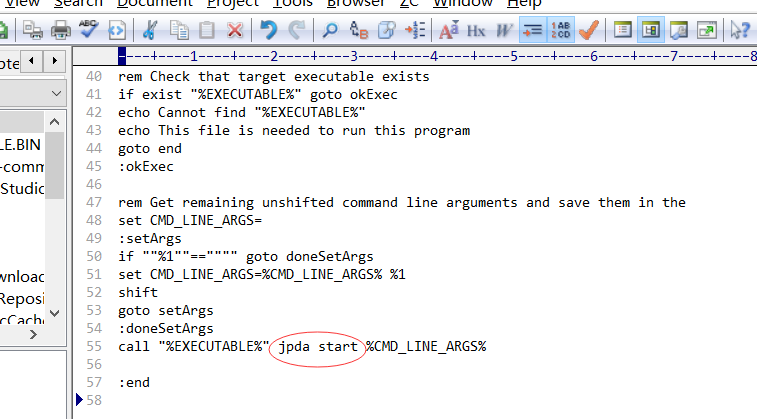 View Search Document Project Tools Browser ZC Window Help
ote
----+----1----+----2----+----3----+----4----+----5----+----6----+----7----+----8
40 rem Check that target executable exists
41 if exist "%EXECUTABLE%" goto okExec
42 echo Cannot find "%EXECUTABLE%"
43 echo This file is needed to run this program
44 goto end
45 :okExec
46
47 rem Get remaining unshifted command line arguments and save them in the
48 set CMD_LINE_ARGS=
49 :setArgs
50 if ""%1""=="""" goto doneSetArgs
51 set CMD_LINE_ARGS=%CMD_LINE_ARGS% %1
52 shift
53 goto setArgs
54 :doneSetArgs
55 call "%EXECUTABLE%" jpda start %CMD_LINE_ARGS%
56
57 :end
58
LE.BIN
-comm
Studio
wnload
Reposi
cCache